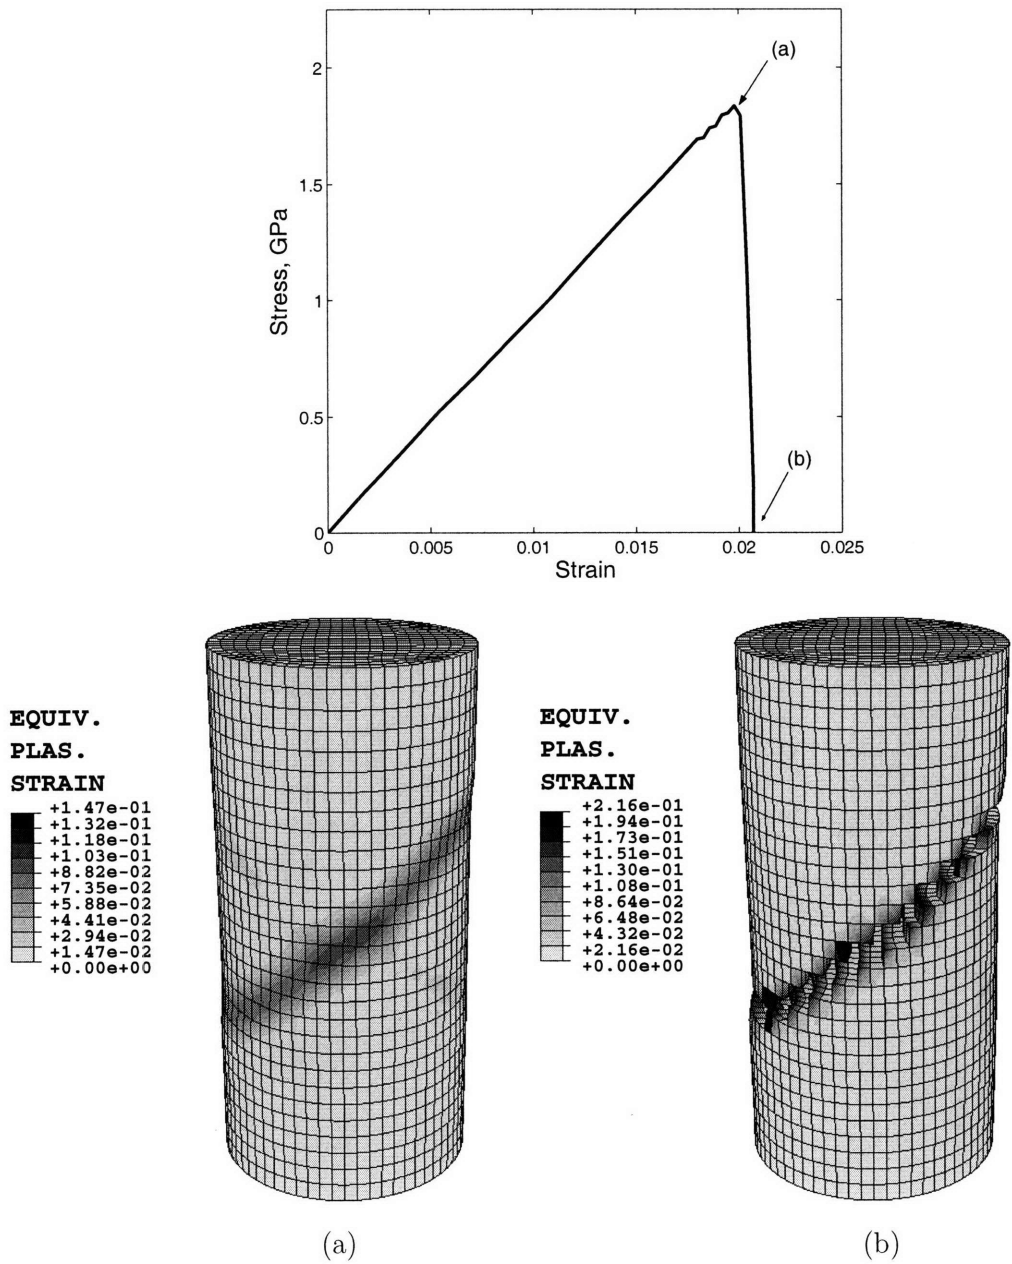 (a)
2
1.5
Stress, GPa
1
0.5
(b)
0
0 0.005 0.01 0.015 0.02 0.025
Strain
EQUIV.
PLAS.
STRAIN
+1.47e-01
+1.32e-01
+1.18e-01
+1.03e-01
+8.82e-02
+7.35e-02
+5.88e-02
+4.41e-02
+2.94e-02
+1.47e-02
+0.00e+00
EQUIV.
PLAS.
STRAIN
+2.16e-01
+1.94e-01
+1.73e-01
+1.51e-01
+1.30e-01
+1.08e-01
+8.64e-02
+6.48e-02
+4.32e-02
+2.16e-02
+0.00e+00
(a)
(b)